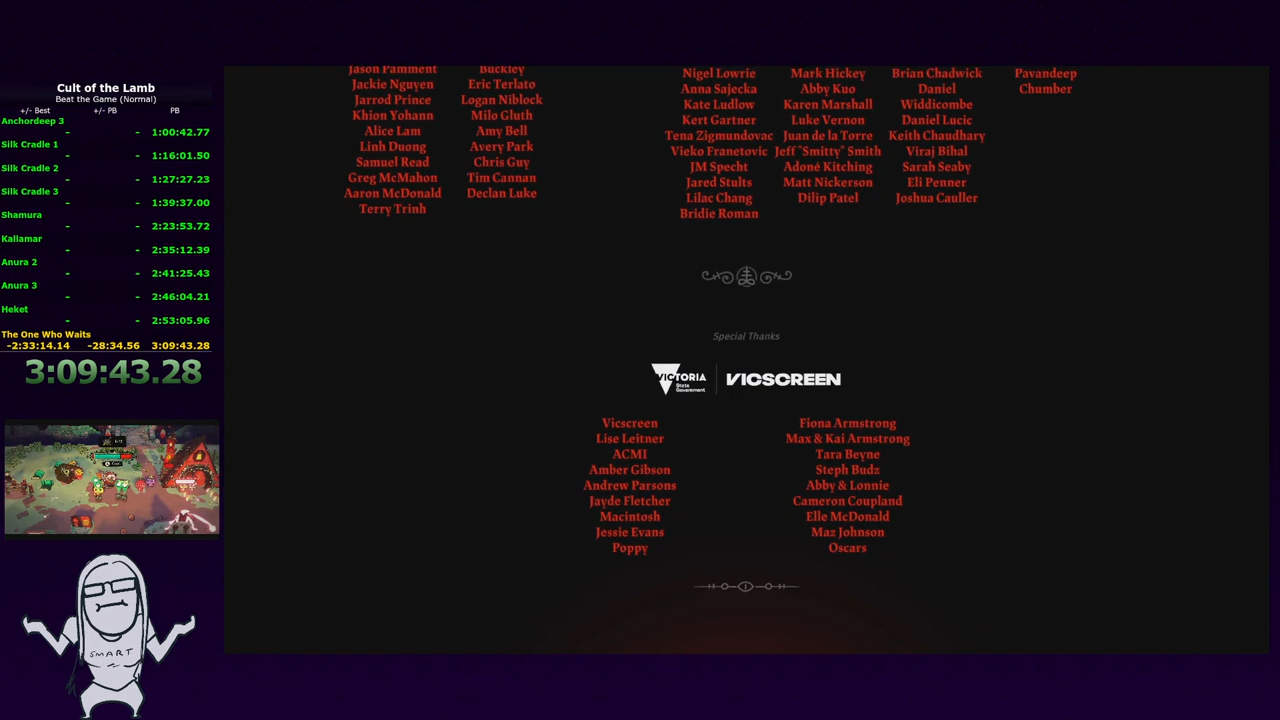 Cult of the Lamb
Beat the Game (Normal)
+/- Best +/- PB PB
Anchordeep 3
- - 1:00:42.77
Silk Cradle 1
- - 1:16:01.50
Silk Cradle 2
- - 1:27:27.23
Silk Cradle 3
- - 1:39:37.00
Shamura
- - 2:23:53.72
Kallamar
- - 2:35:12.39
Anura 2
- - 2:41:25.43
Anura 3
- - 2:46:04.21
Heket
- - 2:53:05.96
The One Who Waits
-2:33:14.14 -28:34.56 3:09:43.28
3:09:43.28
SMART
Jason Pamment
Jackie Nguyen
Jarrod Prince
Khion Yohann
Alice Lam
Linh Duong
Samuel Read
Greg McMahon
Aaron McDonald
Terry Trinh
Buckley
Eric Terlato
Logan Niblock
Milo Gluth
Amy Bell
Avery Park
Chris Guy
Tim Cannan
Declan Luke
Nigel Lowrie
Anna Sajecka
Kate Ludlow
Kert Gartner
Tena Zigmundovac
Vieko Franetovic
JM Specht
Jared Stults
Lilac Chang
Bridie Roman
Mark Hickey
Abby Kuo
Karen Marshall
Luke Vernon
Juan de la Torre
Jeff "Smitty" Smith
Adoné Kitching
Matt Nickerson
Dilip Patel
Brian Chadwick
Daniel
Widdicombe
Daniel Lucic
Keith Chaudhary
Viraj Bihal
Sarah Seaby
Eli Penner
Joshua Cauller
Pavandeep
Chumber
Special Thanks
VICTORIA
State
Government
VICSCREEN
Vicscreen
Lise Leitner
ACMI
Amber Gibson
Andrew Parsons
Jayde Fletcher
Macintosh
Jessie Evans
Poppy
Fiona Armstrong
Max & Kai Armstrong
Tara Beyne
Steph Budz
Abby & Lonnie
Cameron Coupland
Elle McDonald
Maz Johnson
Oscars